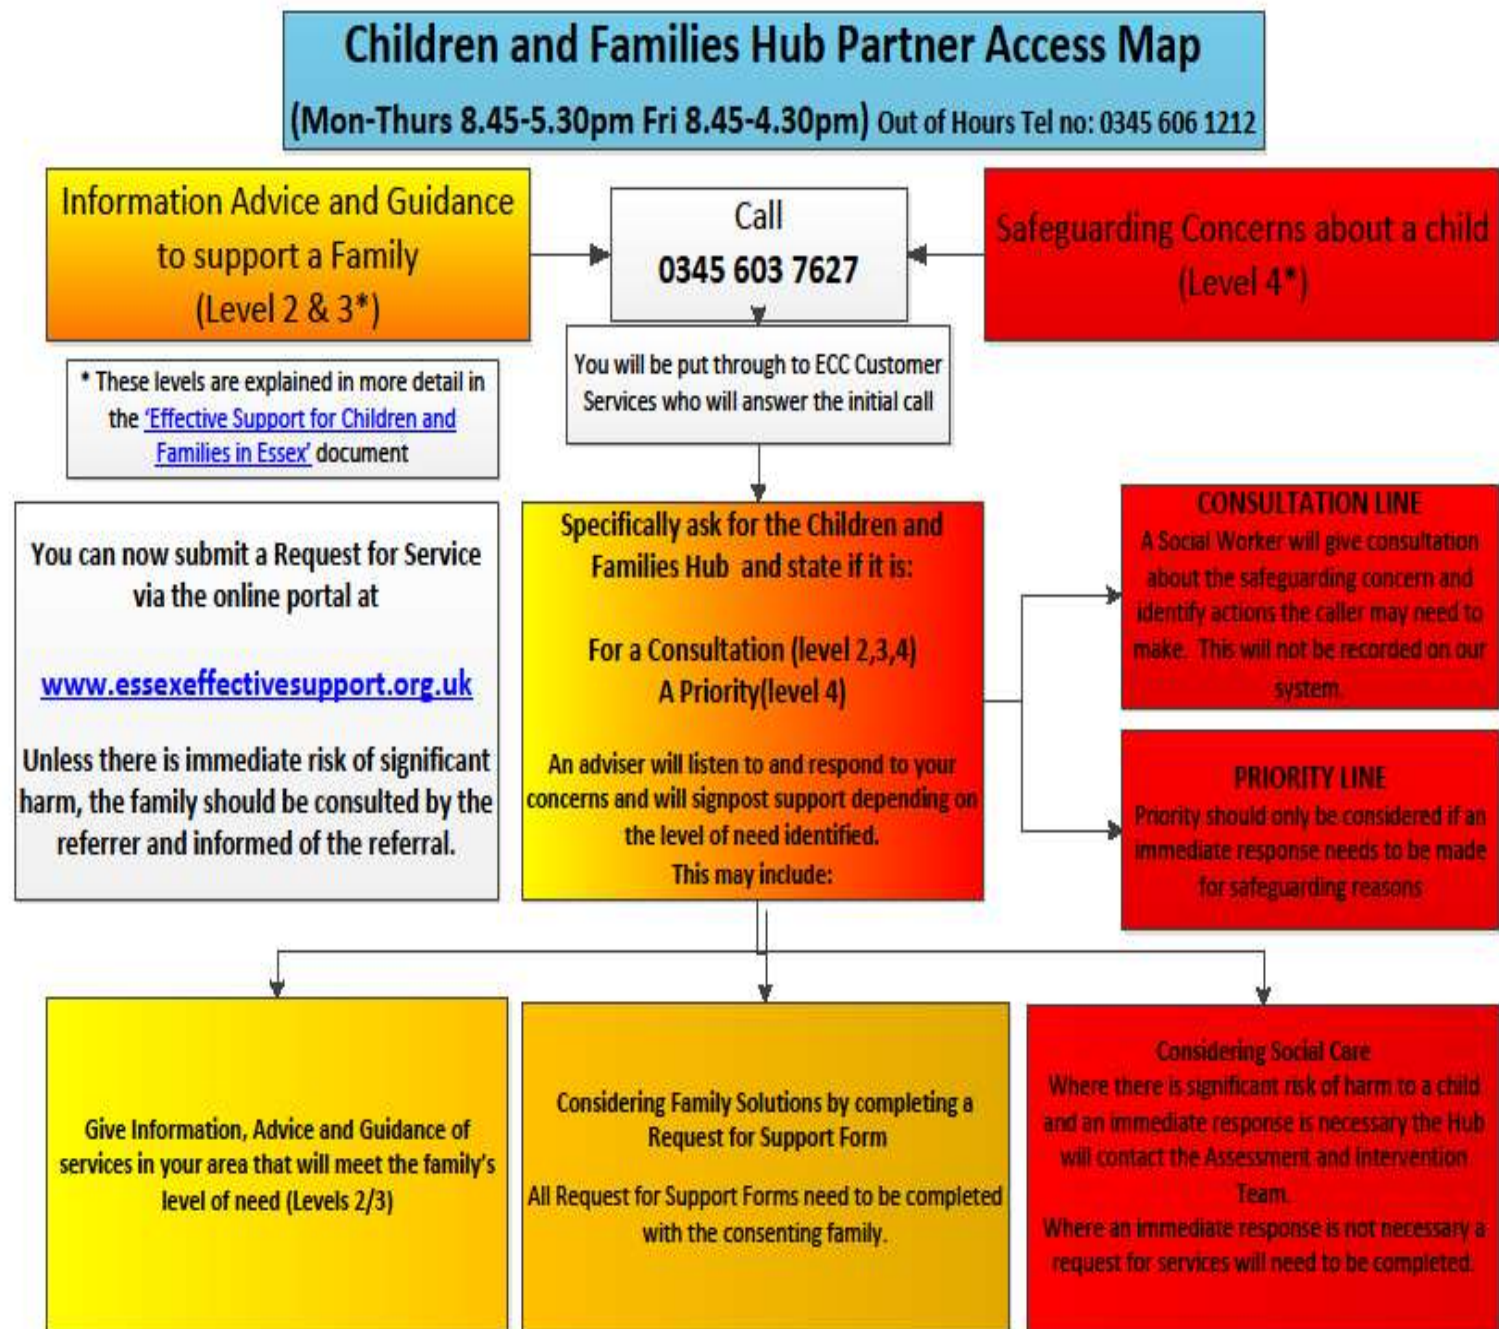 Children and Families Hub Partner Access Map
(Mon-Thurs 8.45-5.30pm Fri 8.45-4.30pm) Out of Hours Tel no: 0345 606 1212
Information Advice and Guidance
to support a Family
(Level 2 & 3*)
Call
0345 603 7627
Safeguarding Concerns about a child
(Level 4*)
* These levels are explained in more detail in
the 'Effective Support for Children and
Families in Essex' document
You will be put through to ECC Customer
Services who will answer the initial call
You can now submit a Request for Service
via the online portal at
www.essexeffectivesupport.org.uk
Unless there is immediate risk of significant
harm, the family should be consulted by the
referrer and informed of the referral.
Specifically ask for the Children and
Families Hub and state if it is:
For a Consultation (level 2,3,4)
A Priority(level 4)
An adviser will listen to and respond to your
concerns and will signpost support depending on
the level of need identified.
This may include:
CONSULTATION LINE
A Social Worker will give consultation
about the safeguarding concern and
identify actions the caller may need to
make. This will not be recorded on our
system.
PRIORITY LINE
Priority should only be considered if an
immediate response needs to be made
for safeguarding reasons
Give Information, Advice and Guidance of
services in your area that will meet the family's
level of need (Levels 2/3)
Considering Family Solutions by completing a
Request for Support Form
All Request for Support Forms need to be completed
with the consenting family.
Considering Social Care
Where there is significant risk of harm to a child
and an immediate response is necessary the Hub
will contact the Assessment and Intervention
Team.
Where an immediate response is not necessary a
request for services will need to be completed.